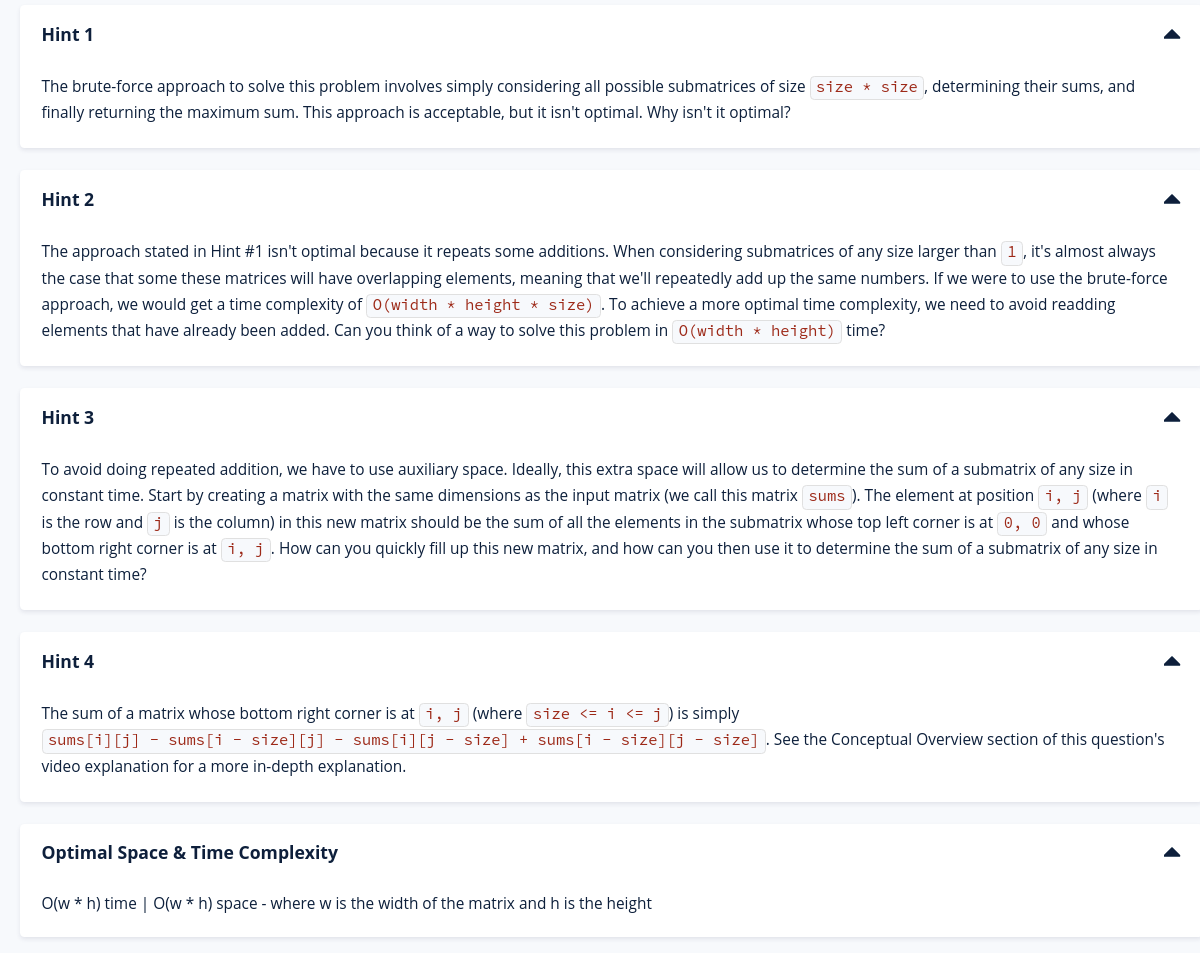 Hint 1
The brute-force approach to solve this problem involves simply considering all possible submatrices of size size * size, determining their sums, and
finally returning the maximum sum. This approach is acceptable, but it isn't optimal. Why isn't it optimal?
Hint 2
The approach stated in Hint #1 isn't optimal because it repeats some additions. When considering submatrices of any size larger than 1, it's almost always
the case that some these matrices will have overlapping elements, meaning that we'll repeatedly add up the same numbers. If we were to use the brute-force
approach, we would get a time complexity of O(width * height * size). To achieve a more optimal time complexity, we need to avoid readding
elements that have already been added. Can you think of a way to solve this problem in O(width * height) time?
Hint 3
To avoid doing repeated addition, we have to use auxiliary space. Ideally, this extra space will allow us to determine the sum of a submatrix of any size in
constant time. Start by creating a matrix with the same dimensions as the input matrix (we call this matrix sums). The element at position i, j (where i
is the row and j is the column) in this new matrix should be the sum of all the elements in the submatrix whose top left corner is at 0, 0 and whose
bottom right corner is at i, j. How can you quickly fill up this new matrix, and how can you then use it to determine the sum of a submatrix of any size in
constant time?
Hint 4
The sum of a matrix whose bottom right corner is at i, j (where size <= i <= j) is simply
sums[i][j] - sums[i - size][j] - sums[i][j - size] + sums[i - size][j - size]. See the Conceptual Overview section of this question's
video explanation for a more in-depth explanation.
Optimal Space & Time Complexity
O(w * h) time | O(w * h) space - where w is the width of the matrix and h is the height